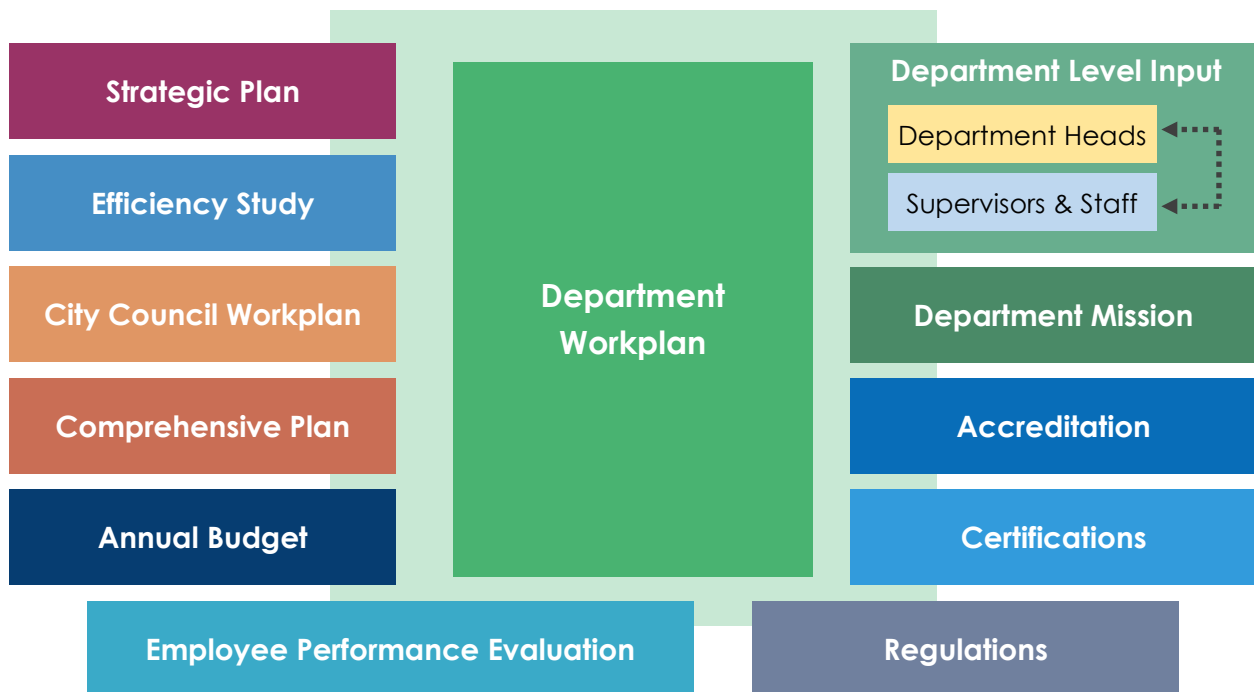 Strategic Plan
Efficiency Study
City Council Workplan
Comprehensive Plan
Annual Budget
Department
Workplan
Department Level Input
Department Heads
Supervisors & Staff
Department Mission
Accreditation
Certifications
Employee Performance Evaluation
Regulations